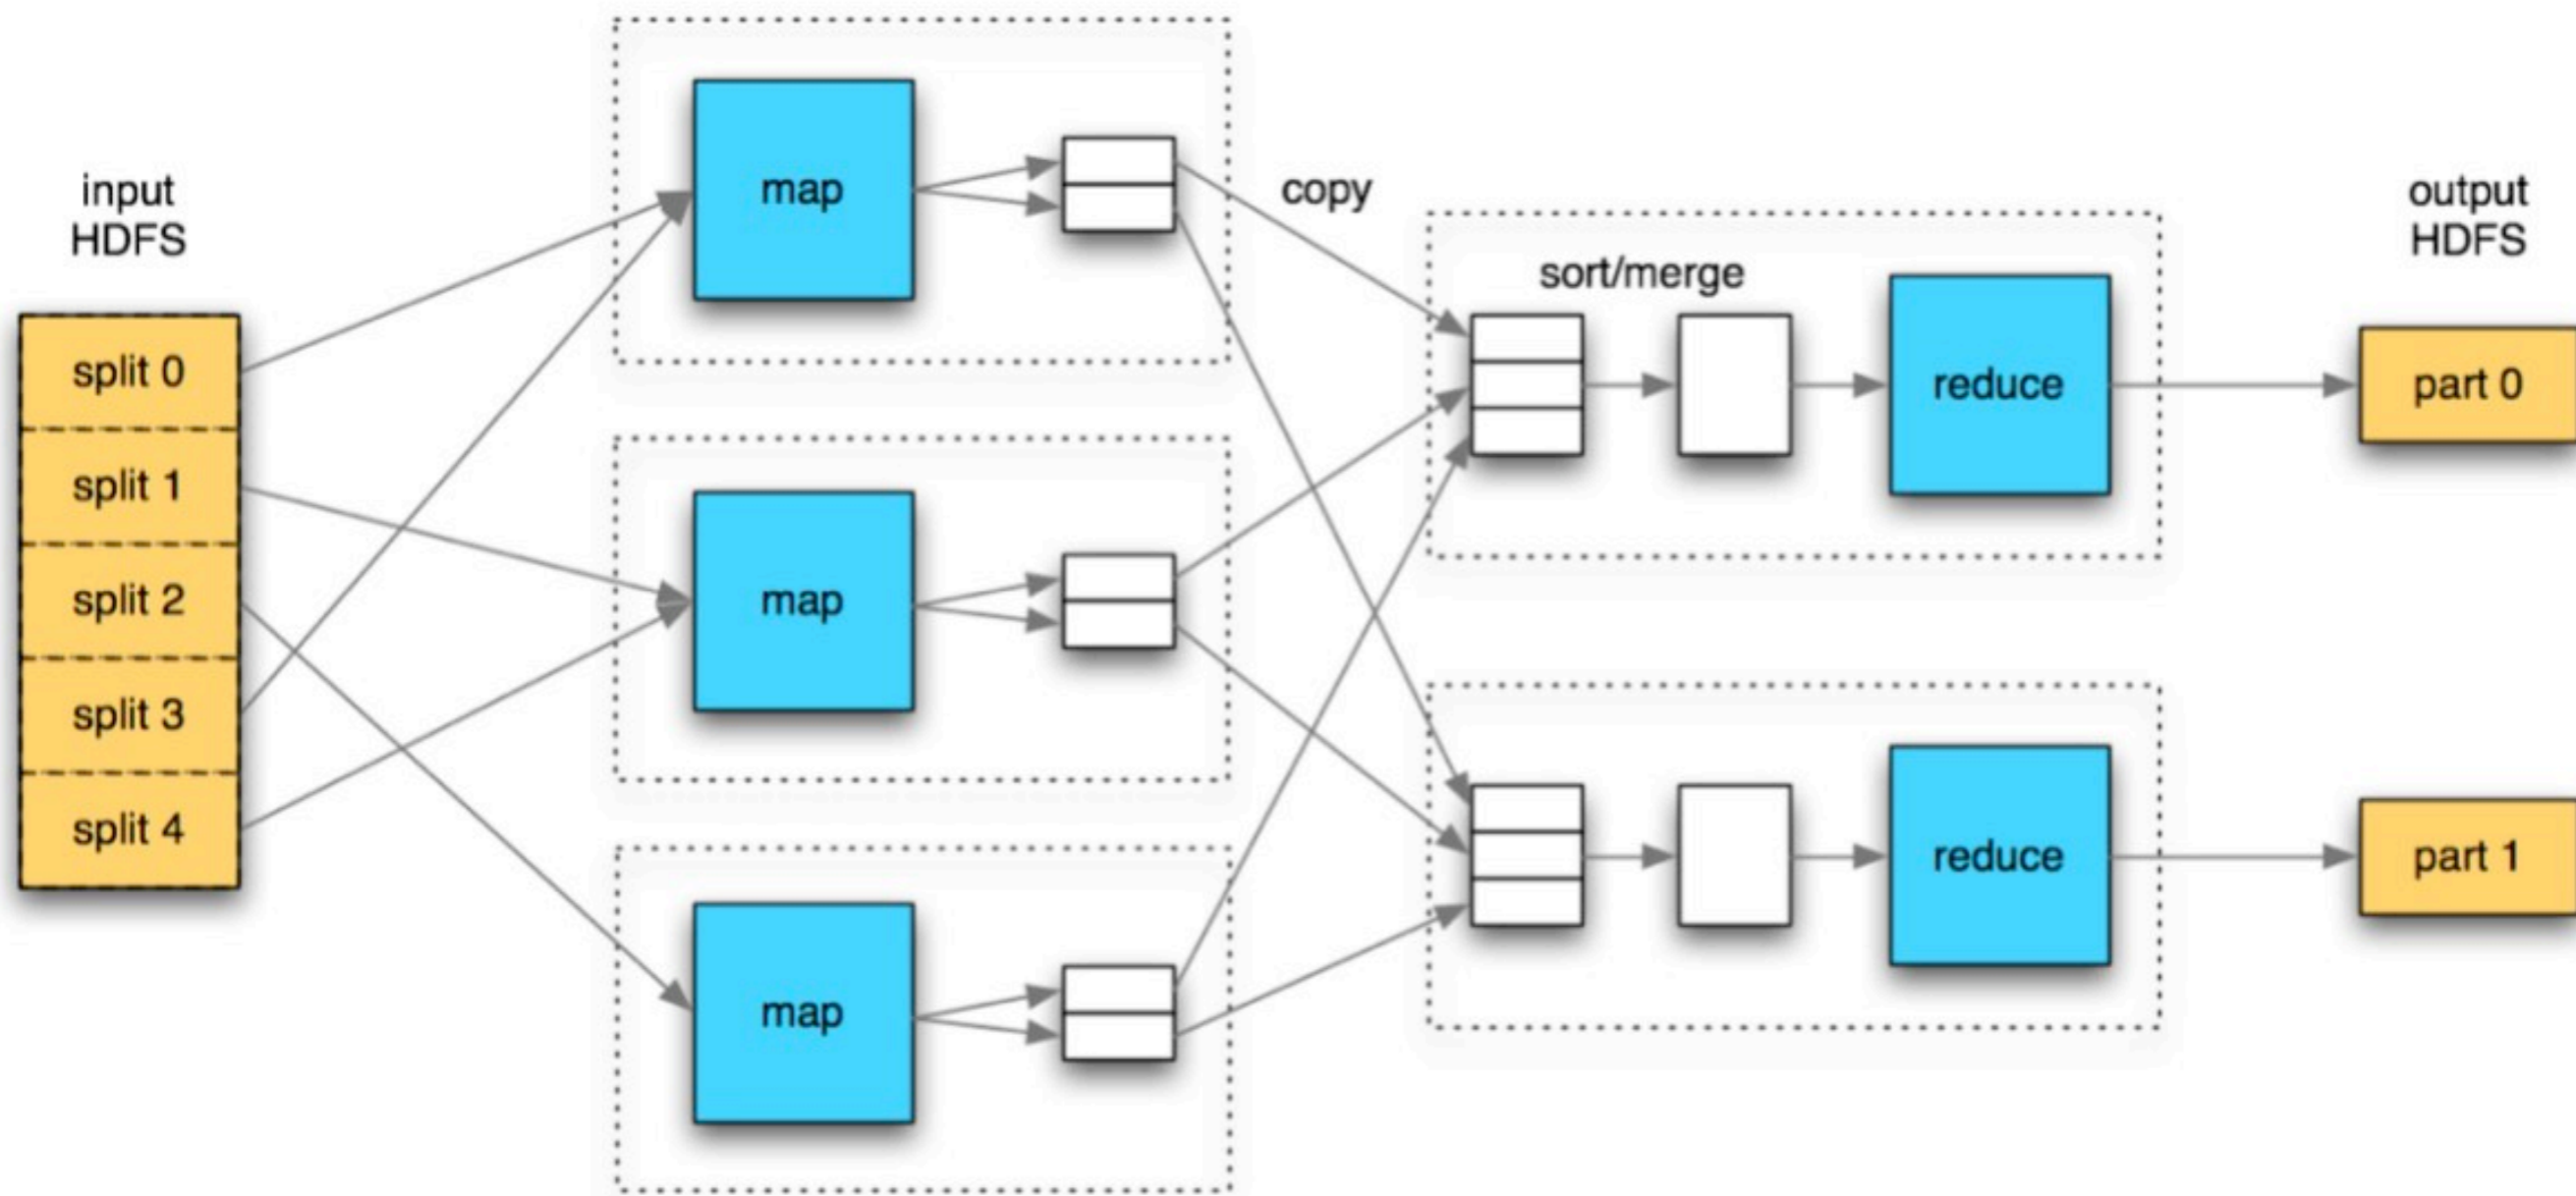 input
HDFS
split 0
split 1
split 2
split 3
split 4
map
map
map
copy
sort/merge
reduce
reduce
output
HDFS
part 0
part 1